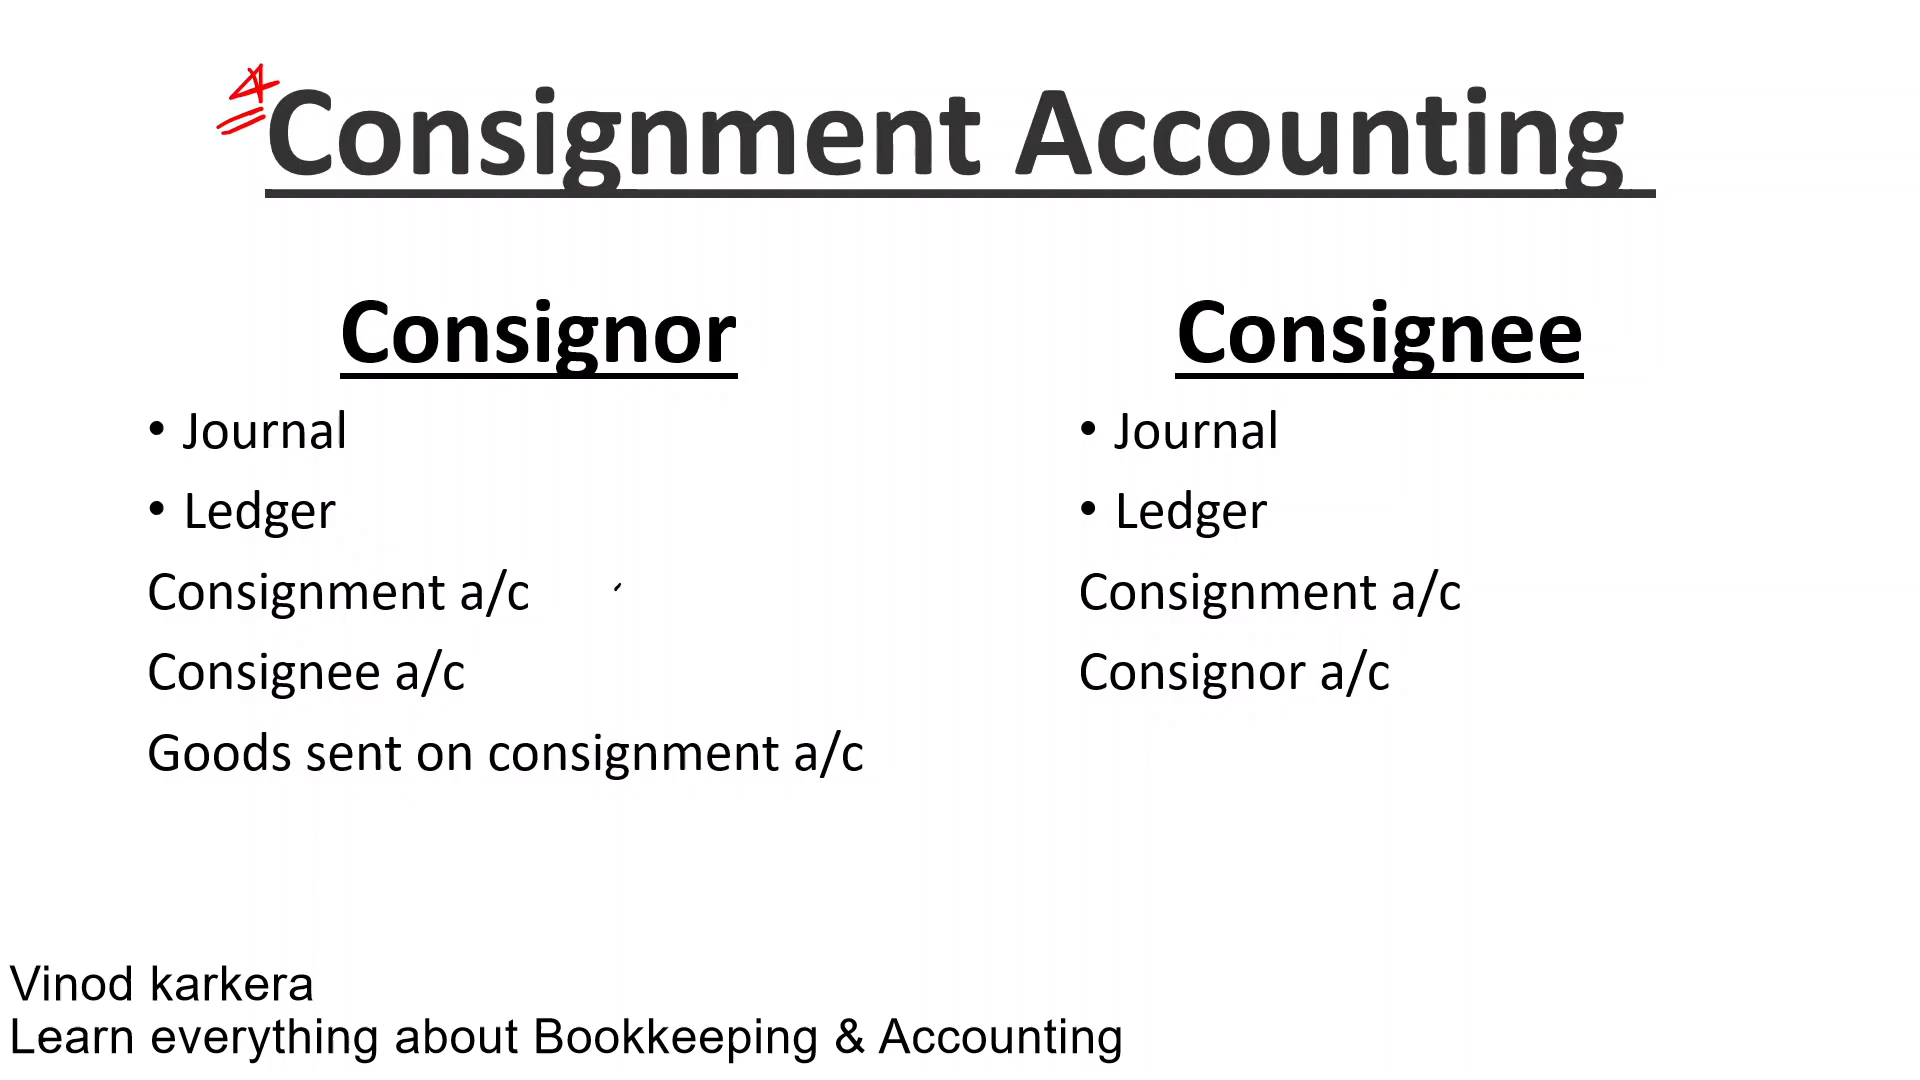 Consignment Accounting
Consignor
• Journal
• Ledger
Consignment a/c
Consignee a/c
Goods sent on consignment a/c
Consignee
• Journal
• Ledger
Consignment a/c
Consignor a/c
Vinod karkera
Learn everything about Bookkeeping & Accounting